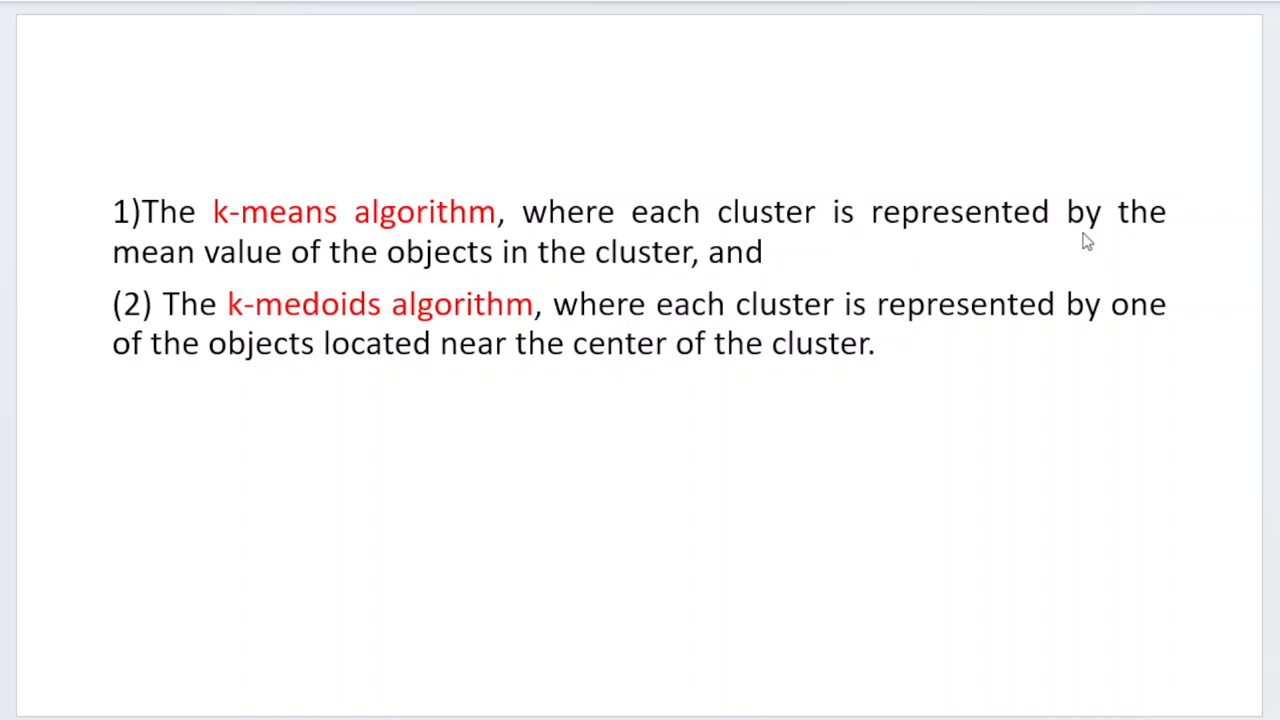 1)The k-means algorithm, where each cluster is represented by the
mean value of the objects in the cluster, and
(2) The k-medoids algorithm, where each cluster is represented by one
of the objects located near the center of the cluster.